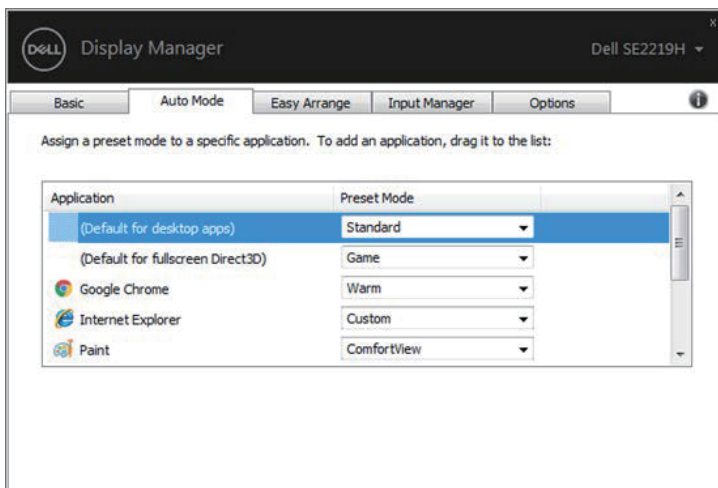 x
DELL Display Manager Dell SE2219H
Basic Auto Mode Easy Arrange Input Manager Options i
Assign a preset mode to a specific application. To add an application, drag it to the list:
Application Preset Mode
(Default for desktop apps) Standard
(Default for fullscreen Direct3D) Game
Google Chrome Warm
Internet Explorer Custom
Paint ComfortView